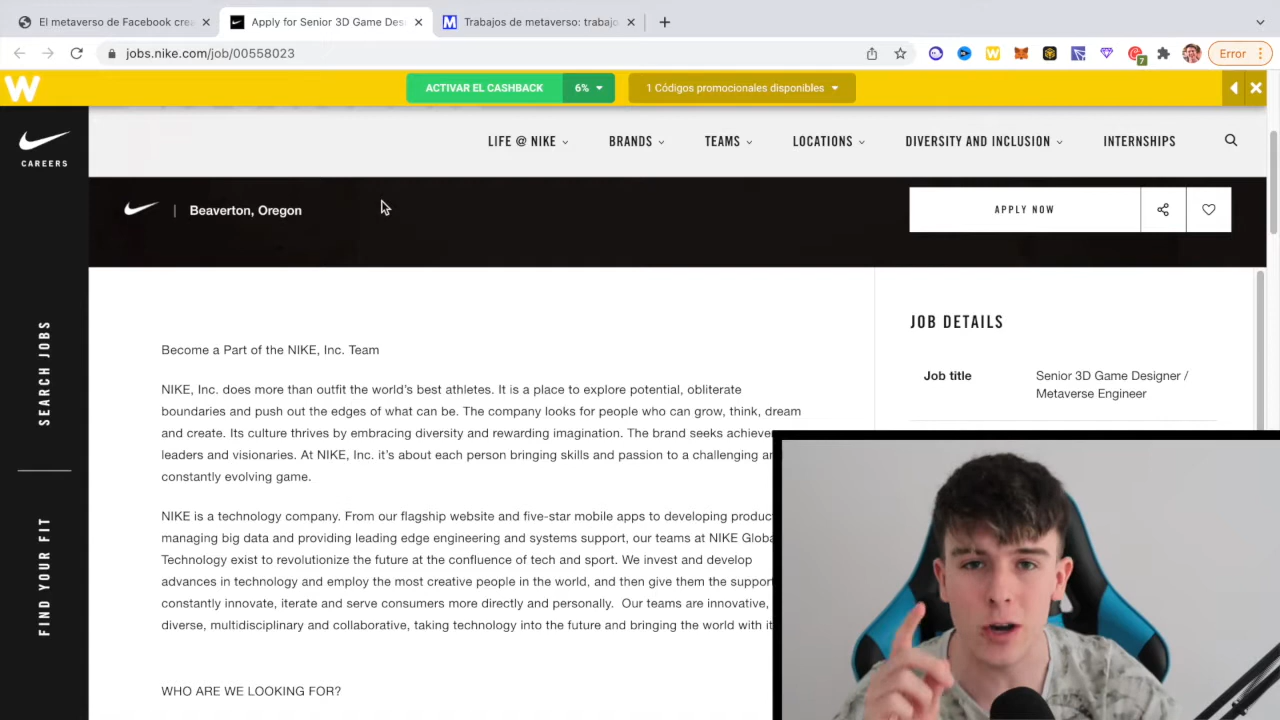 El metaverso de Facebook crea
Apply for Senior 3D Game Des
Trabajos de metaverso: trabajo
jobs.nike.com/job/00558023
7
Error
W
ACTIVAR EL CASHBACK
6%
1 Códigos promocionales disponibles
CAREERS
LIFE @ NIKE
BRANDS
TEAMS
LOCATIONS
DIVERSITY AND INCLUSION
INTERNSHIPS
| Beaverton, Oregon
APPLY NOW
SEARCH JOBS
FIND YOUR FIT
Become a Part of the NIKE, Inc. Team
NIKE, Inc. does more than outfit the world's best athletes. It is a place to explore potential, obliterate
boundaries and push out the edges of what can be. The company looks for people who can grow, think, dream
and create. Its culture thrives by embracing diversity and rewarding imagination. The brand seeks achieve
leaders and visionaries. At NIKE, Inc. it's about each person bringing skills and passion to a challenging a
constantly evolving game.
NIKE is a technology company. From our flagship website and five-star mobile apps to developing produc
managing big data and providing leading edge engineering and systems support, our teams at NIKE Globa
Technology exist to revolutionize the future at the confluence of tech and sport. We invest and develop
advances in technology and employ the most creative people in the world, and then give them the support
constantly innovate, iterate and serve consumers more directly and personally. Our teams are innovative,
diverse, multidisciplinary and collaborative, taking technology into the future and bringing the world with it
WHO ARE WE LOOKING FOR?
JOB DETAILS
Job title
Senior 3D Game Designer /
Metaverse Engineer